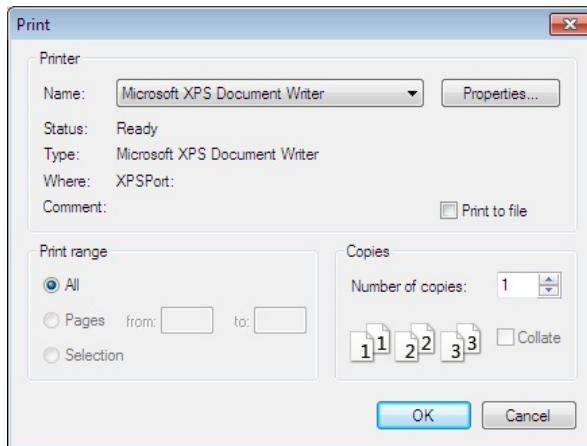 Print
Printer
Name: Microsoft XPS Document Writer Properties...
Status: Ready
Type: Microsoft XPS Document Writer
Where: XPSPort:
Comment: Print to file
Print range
All
Pages from: to:
Selection
Copies
Number of copies: 1
1 1 2 2 3 3 Collate
OK Cancel